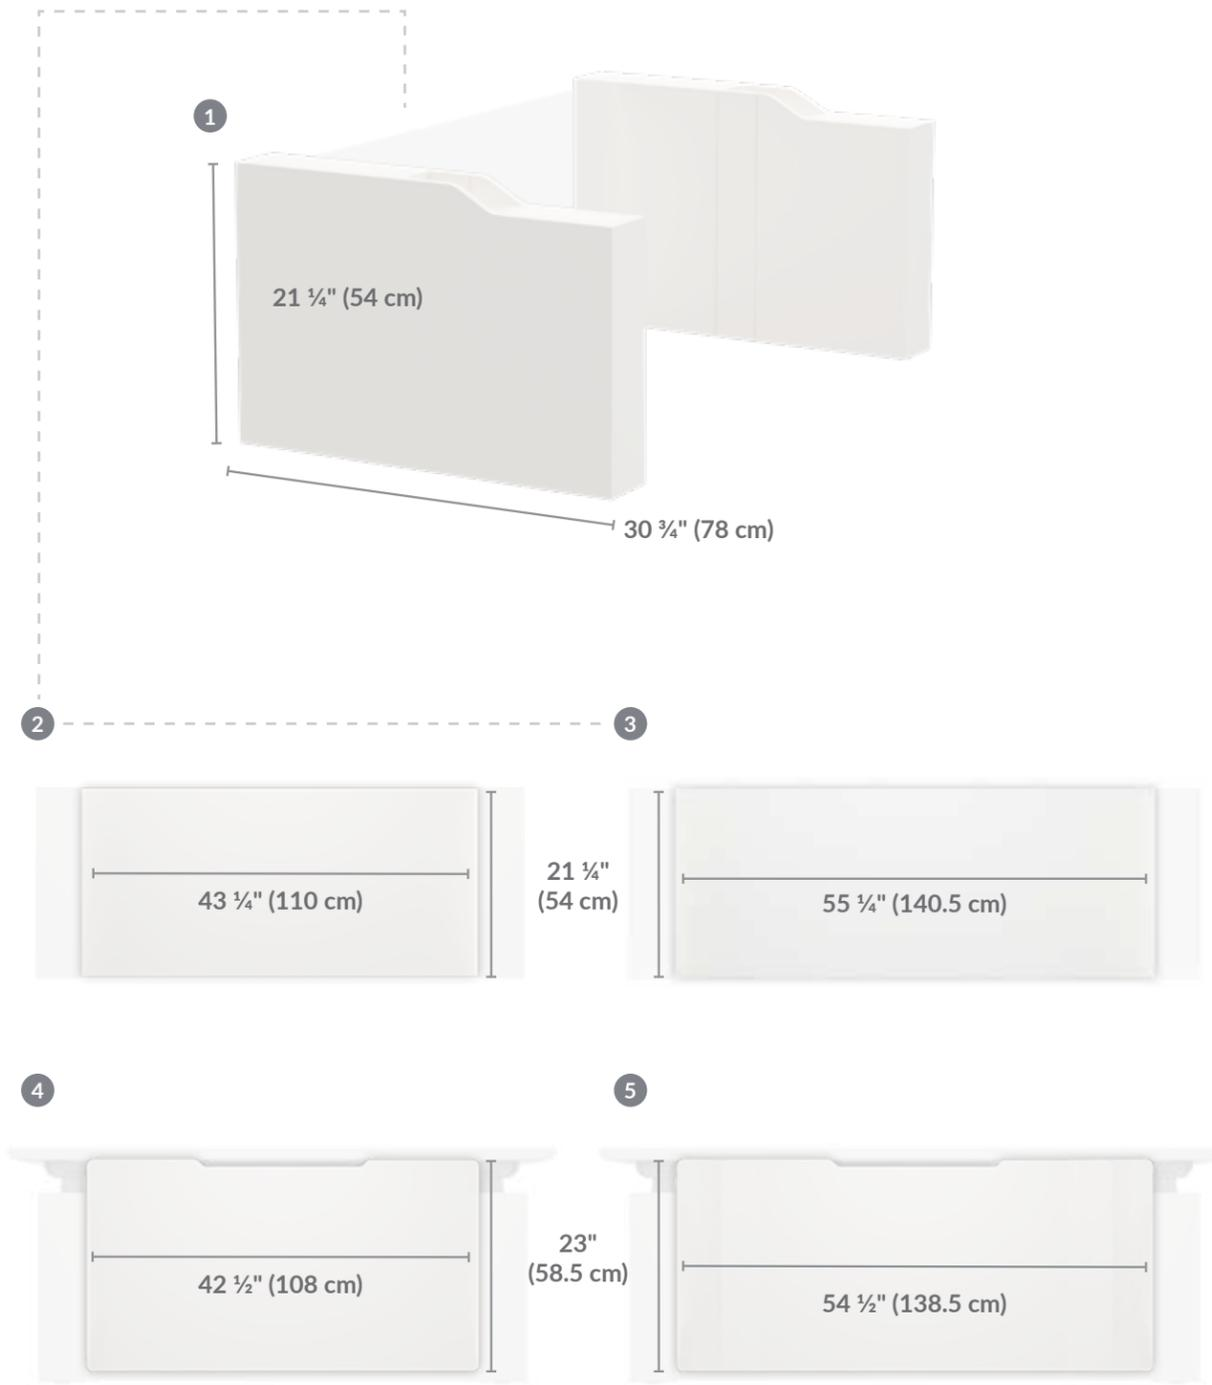 1
21 ¼" (54 cm)
30 ¾" (78 cm)
2
3
43 ¼" (110 cm)
21 ¼"
(54 cm)
55 ¼" (140.5 cm)
4
5
42 ½" (108 cm)
23"
(58.5 cm)
54 ½" (138.5 cm)